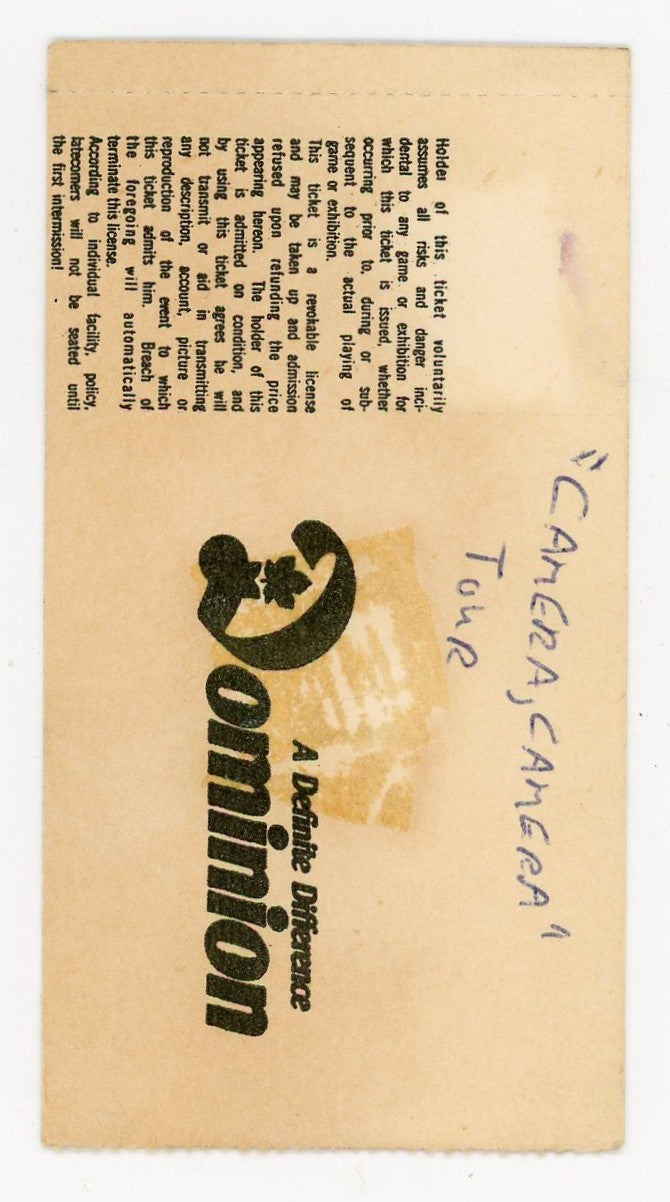 "CAMERA, CAMERA"
TOUR
Holder of this ticket voluntarily
assumes all risks and danger inci-
dental to any game or exhibition for
which this ticket is issued, whether
occurring prior to, during or sub-
sequent to the actual playing of
game or exhibition.
This ticket is a revokable license
and may be taken up and admission
refused upon refunding the price
appearing hereon. The holder of this
ticket is admitted on condition, and
by using this ticket agrees he will
not transmit or aid in transmitting
any description, account, picture or
reproduction of the event to which
this ticket admits him. Breach of
the foregoing will automatically
terminate this license.
According to individual facility, policy,
latecomers will not be seated until
the first intermission!
A Definite Difference
Dominion